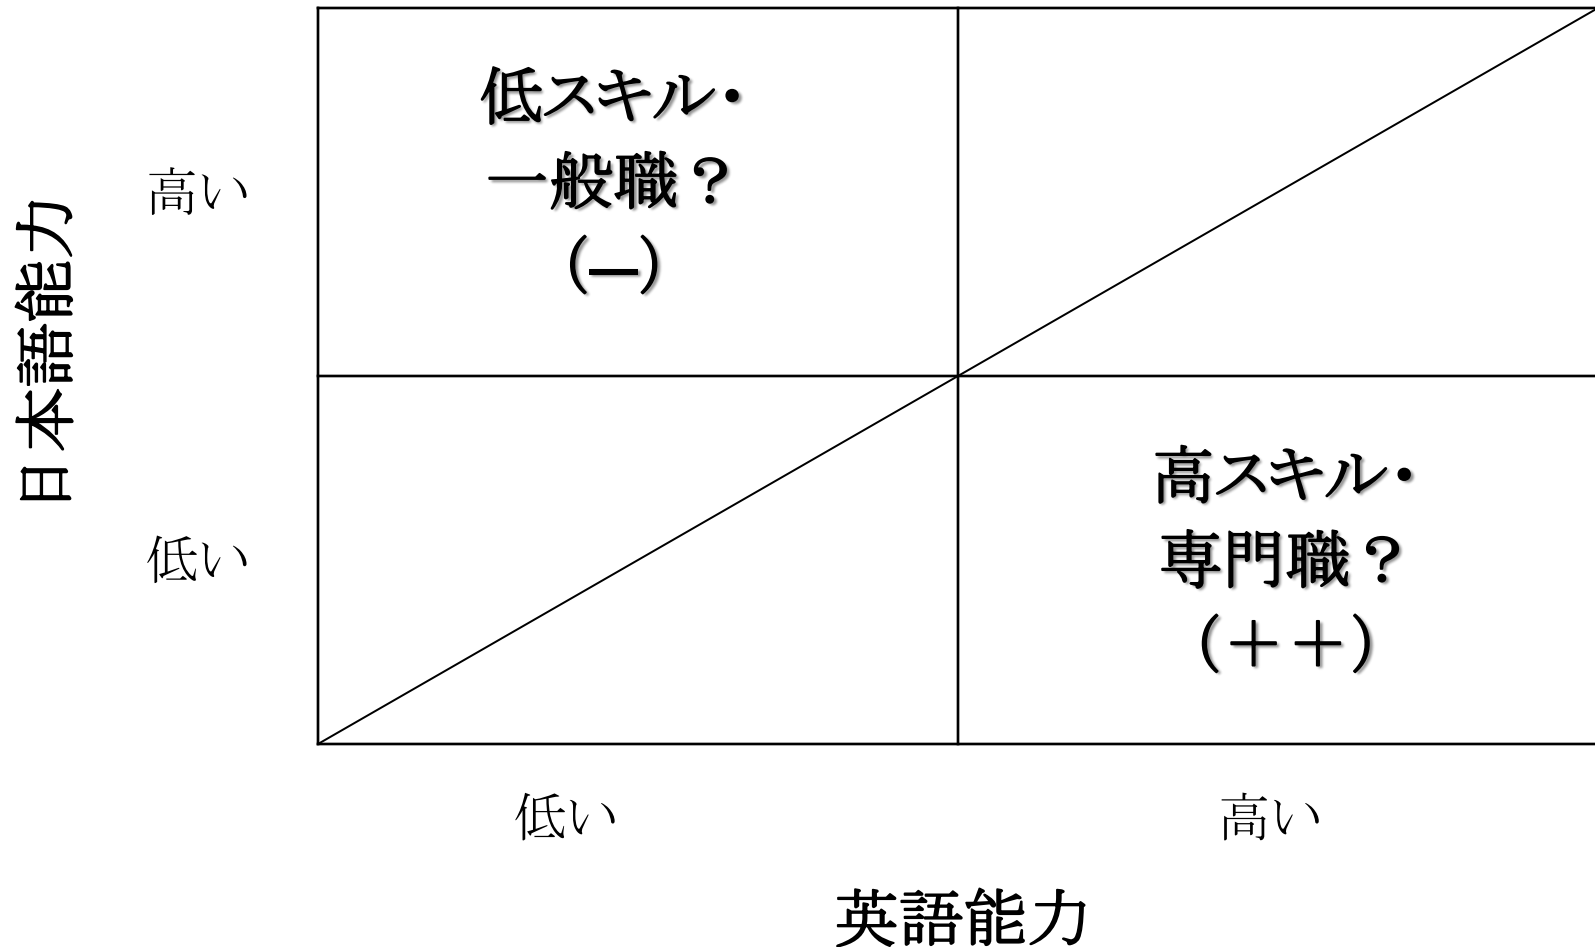 低スキル・
一般職？
(―)
高い
日本語能力
低い
高スキル・
専門職？
(＋＋)
低い
高い
英語能力